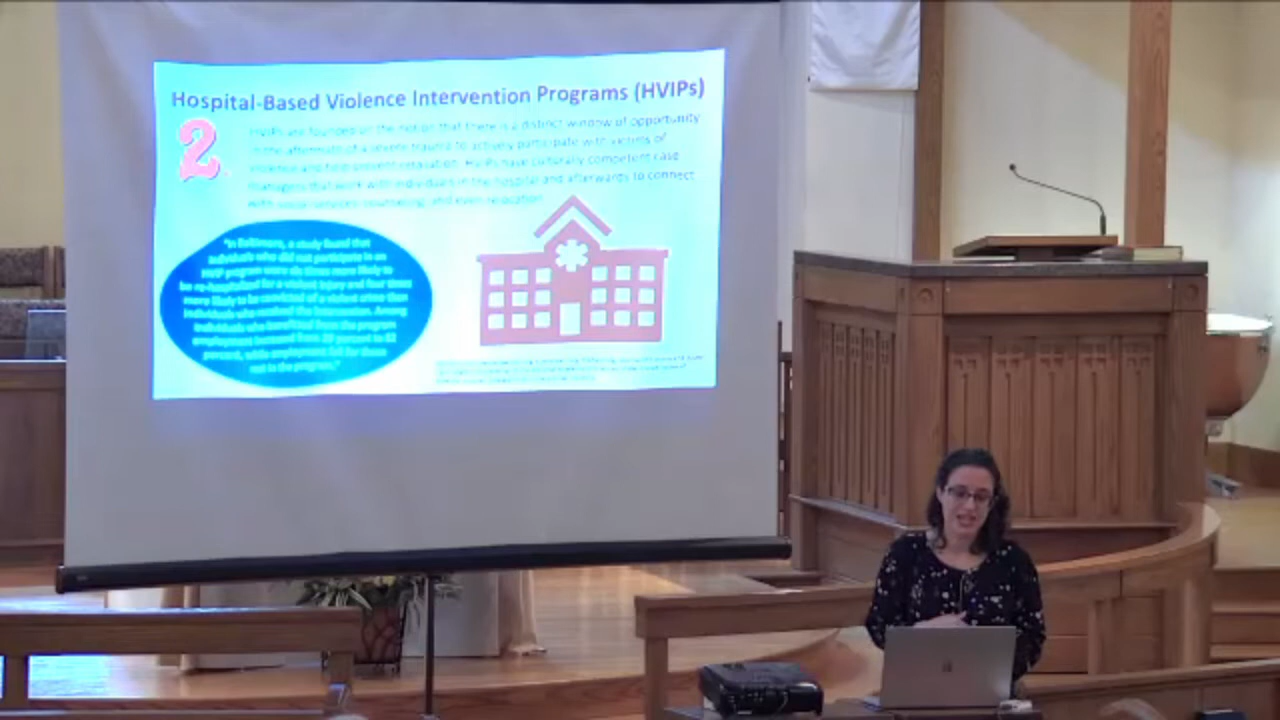 Hospital-Based Violence Intervention Programs (HVIPs)
2
HVIPs are founded on the notion that there is a distinct window of opportunity
in the aftermath of a severe trauma to actively participate with victims of
violence and help prevent retaliation. HVIPs have culturally competent case
managers that work with individuals in the hospital and afterwards to connect
with social services, counseling, and even relocation.
"In Baltimore, a study found that
individuals who did not participate in an
HVIP program were six times more likely to
be re-hospitalized for a violent injury and four times
more likely to be convicted of a violent crime than
individuals who received the intervention. Among
individuals who benefitted from the program
employment increased from
percent, while employment fell for those
not in the program."